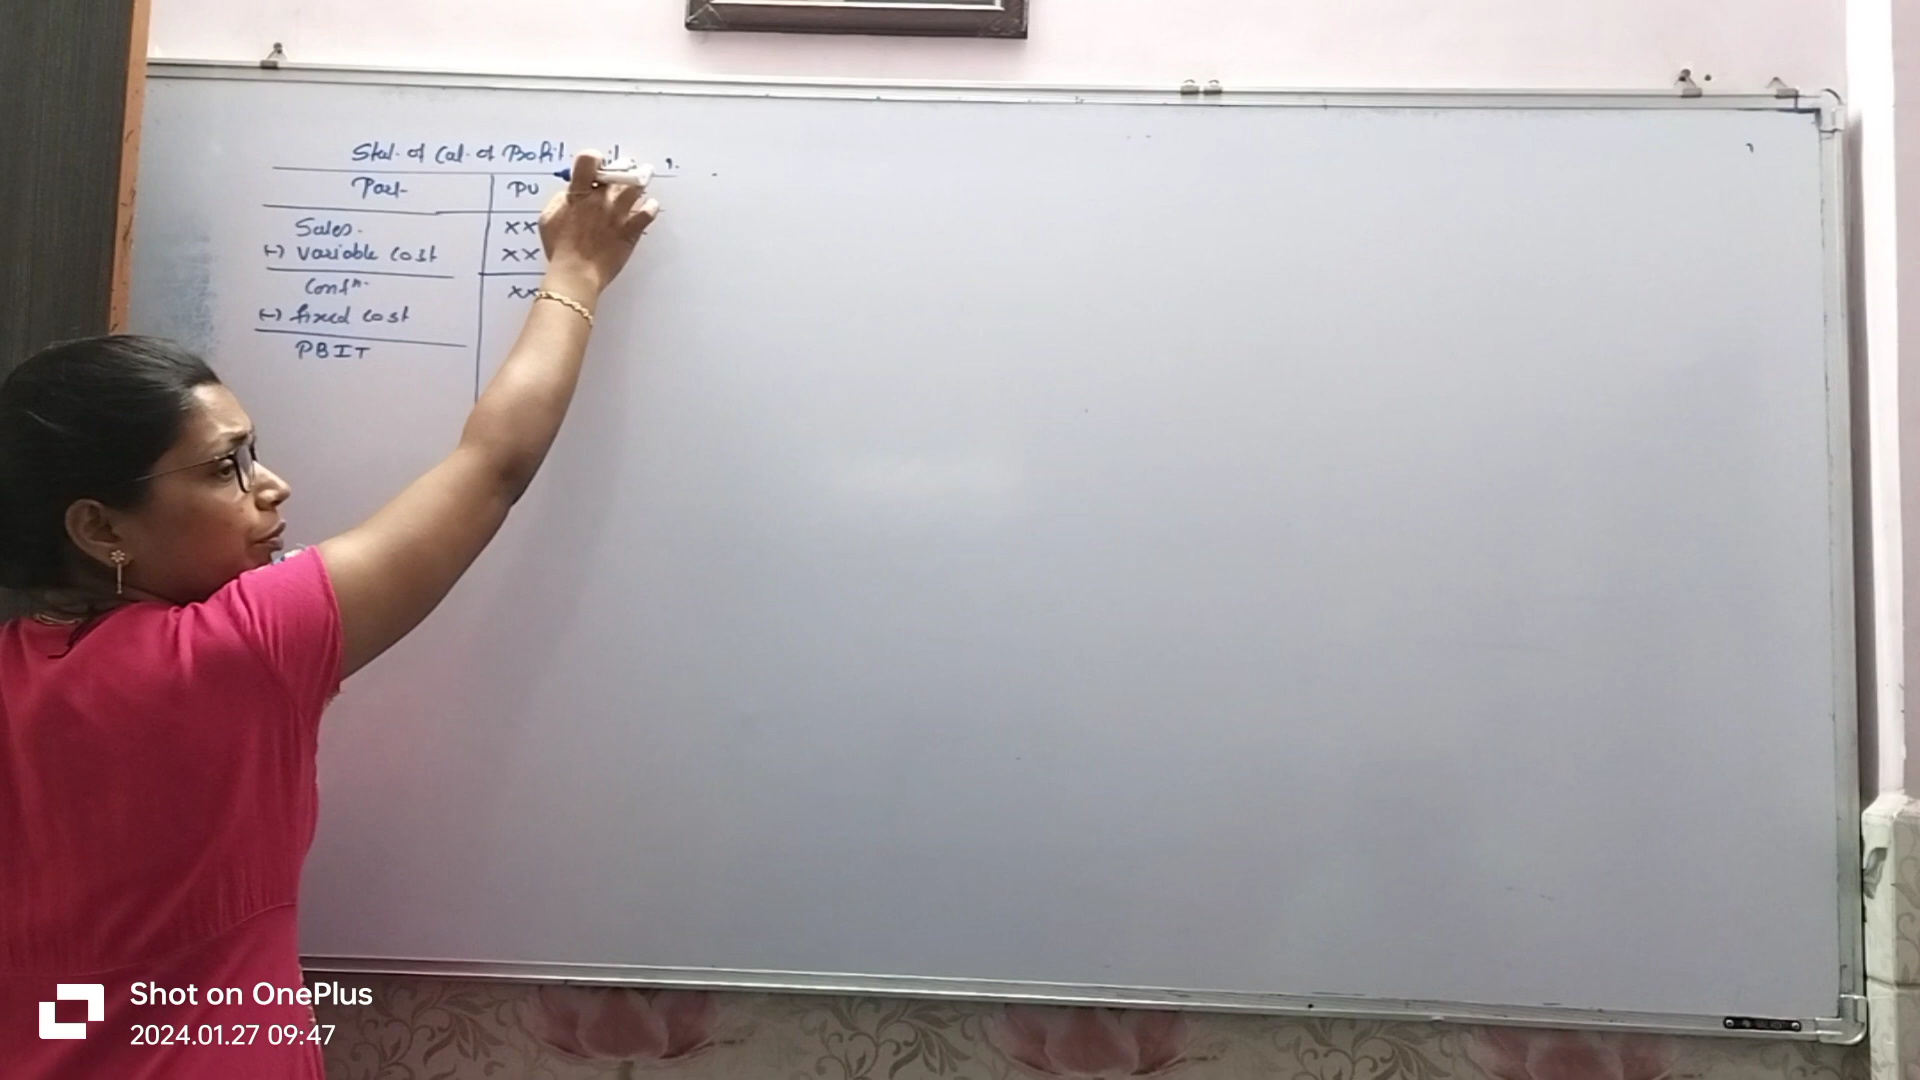 Stat. of Cal. of Profit
Part- PU
Sales. xx
(-) variable cost xx
Contn. xx
(-) fixed cost
PBIT
Shot on OnePlus
2024.01.27 09:47